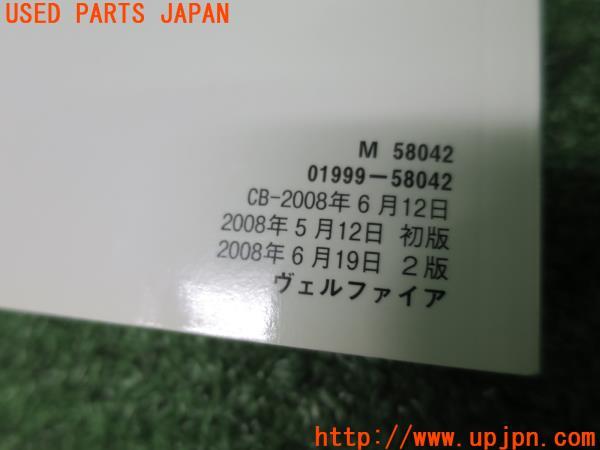 USED PARTS JAPAN
M 58042
01999-58042
CB-2008年6月12日
2008年5月12日 初版
2008年6月19日 2版
ヴェルファイア
http://www.upjpn.com